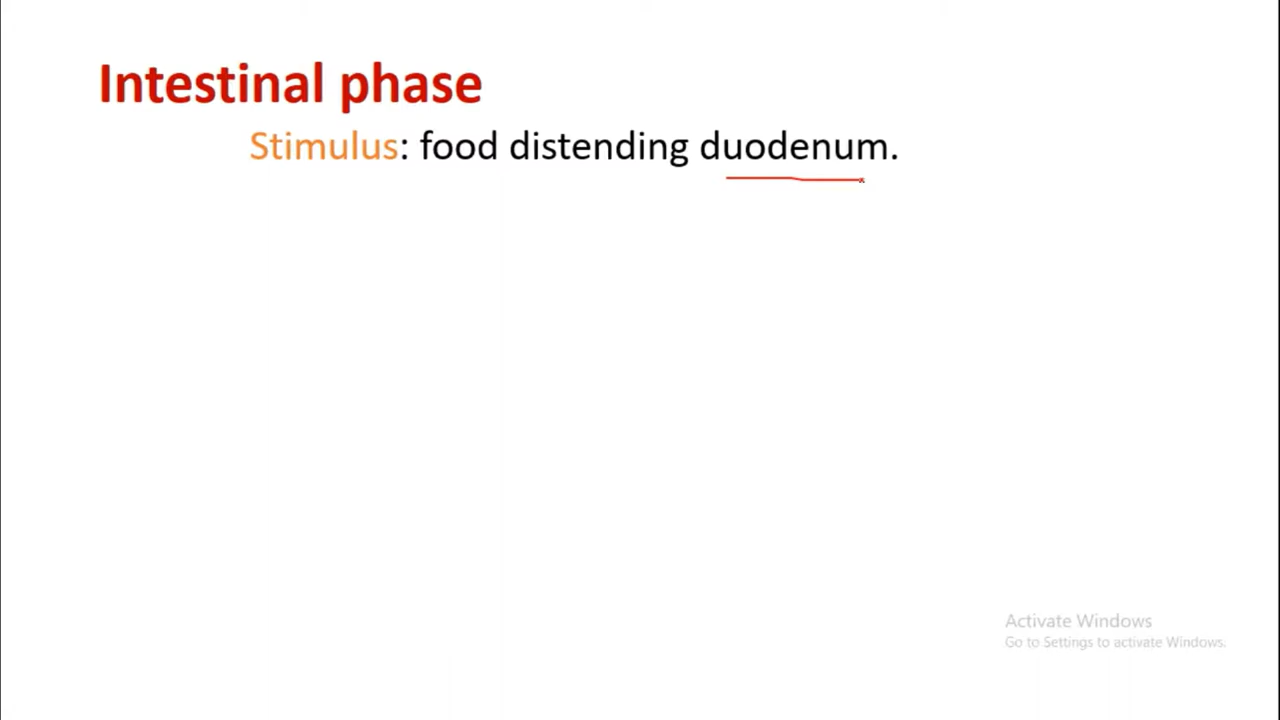 Intestinal phase
Stimulus: food distending duodenum.
Activate Windows
Go to Settings to activate Windows.